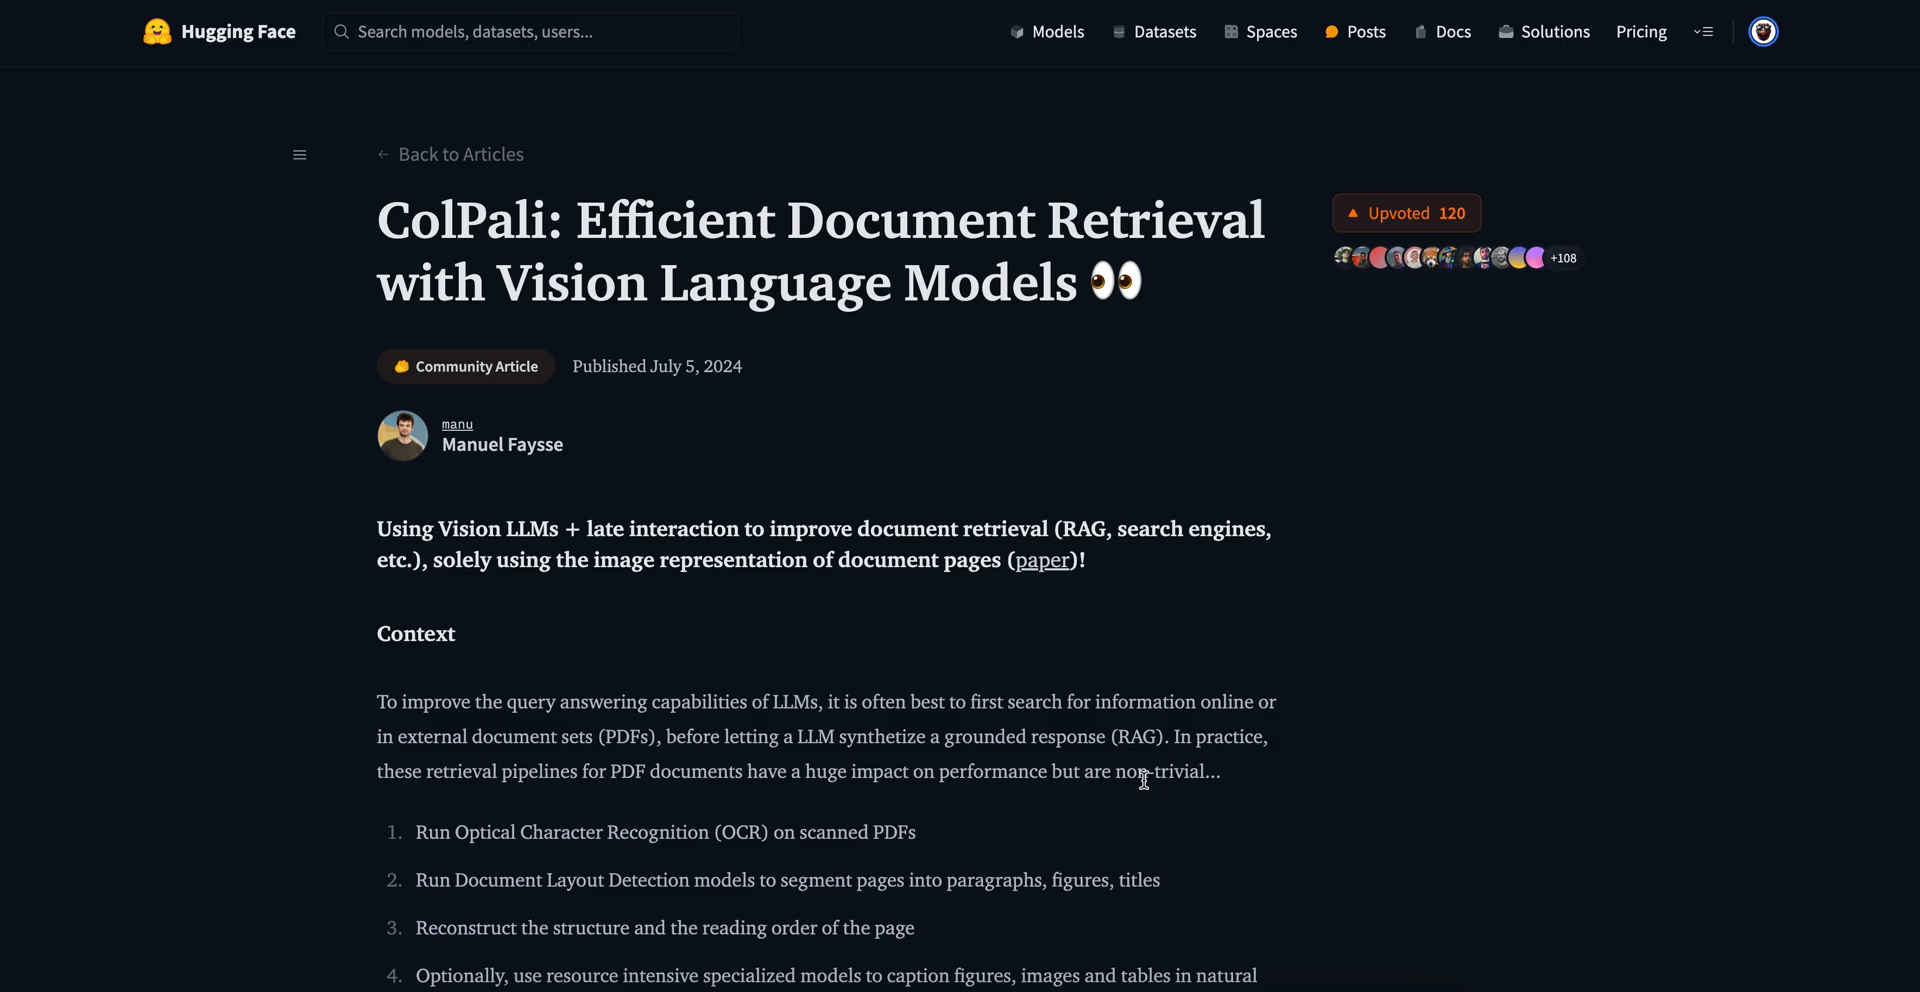 Hugging Face
Search models, datasets, users...
Models
Datasets
Spaces
Posts
Docs
Solutions
Pricing
← Back to Articles
ColPali: Efficient Document Retrieval
with Vision Language Models 👀
Upvoted 120
+108
Community Article
Published July 5, 2024
manu
Manuel Faysse
Using Vision LLMs + late interaction to improve document retrieval (RAG, search engines,
etc.), solely using the image representation of document pages (paper)!
Context
To improve the query answering capabilities of LLMs, it is often best to first search for information online or
in external document sets (PDFs), before letting a LLM synthetize a grounded response (RAG). In practice,
these retrieval pipelines for PDF documents have a huge impact on performance but are non-trivial...
1. Run Optical Character Recognition (OCR) on scanned PDFs
2. Run Document Layout Detection models to segment pages into paragraphs, figures, titles
3. Reconstruct the structure and the reading order of the page
4. Optionally, use resource intensive specialized models to caption figures, images and tables in natural